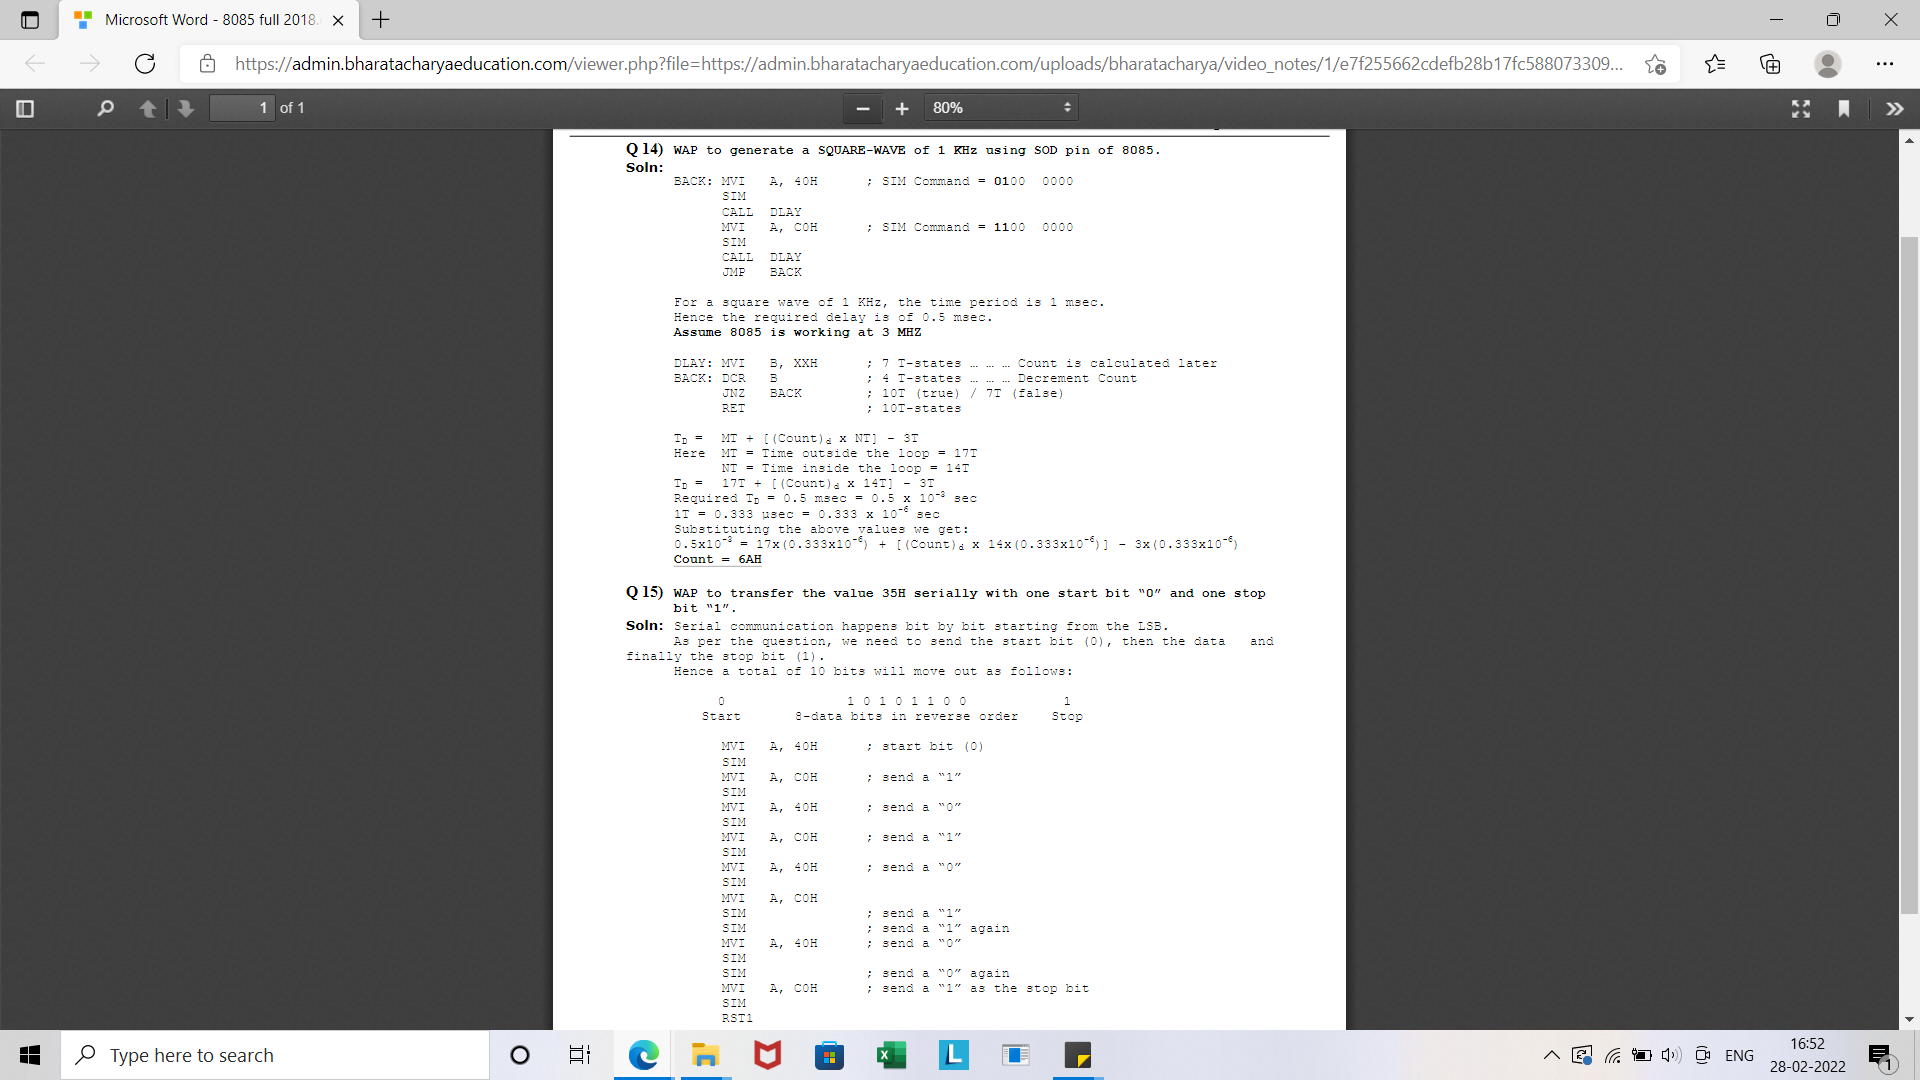 Microsoft Word - 8085 full 2018.
https://admin.bharatacharyaeducation.com/viewer.php?file=https://admin.bharatacharyaeducation.com/uploads/bharatacharya/video_notes/1/e7f255662cdefb28b17fc588073309...
1 of 1
80%
Q 14) WAP to generate a SQUARE-WAVE of 1 KHz using SOD pin of 8085.
Soln:
BACK: MVI A, 40H ; SIM Command = 0100 0000
SIM
CALL DLAY
MVI A, C0H ; SIM Command = 1100 0000
SIM
CALL DLAY
JMP BACK
For a square wave of 1 KHz, the time period is 1 msec.
Hence the required delay is of 0.5 msec.
Assume 8085 is working at 3 MHZ
DLAY: MVI B, XXH ; 7 T-states … … … Count is calculated later
BACK: DCR B ; 4 T-states … … … Decrement Count
JNZ BACK ; 10T (true) / 7T (false)
RET ; 10T-states
T_D = MT + [(Count)_d x NT] - 3T
Here MT = Time outside the loop = 17T
NT = Time inside the loop = 14T
T_D = 17T + [(Count)_d x 14T] - 3T
Required T_D = 0.5 msec = 0.5 x 10⁻³ sec
1T = 0.333 µsec = 0.333 x 10⁻⁶ sec
Substituting the above values we get:
0.5x10⁻³ = 17x(0.333x10⁻⁶) + [(Count)_d x 14x(0.333x10⁻⁶)] - 3x(0.333x10⁻⁶)
Count = 6AH
Q 15) WAP to transfer the value 35H serially with one start bit “0” and one stop
bit “1”.
Soln: Serial communication happens bit by bit starting from the LSB.
As per the question, we need to send the start bit (0), then the data and
finally the stop bit (1).
Hence a total of 10 bits will move out as follows:
0 1 0 1 0 1 1 0 0 1
Start 8-data bits in reverse order Stop
MVI A, 40H ; start bit (0)
SIM
MVI A, C0H ; send a “1”
SIM
MVI A, 40H ; send a “0”
SIM
MVI A, C0H ; send a “1”
SIM
MVI A, 40H ; send a “0”
SIM
MVI A, C0H
SIM ; send a “1”
SIM ; send a “1” again
MVI A, 40H ; send a “0”
SIM
SIM ; send a “0” again
MVI A, C0H ; send a “1” as the stop bit
SIM
RST1
Type here to search
L
ENG
16:52
28-02-2022
1